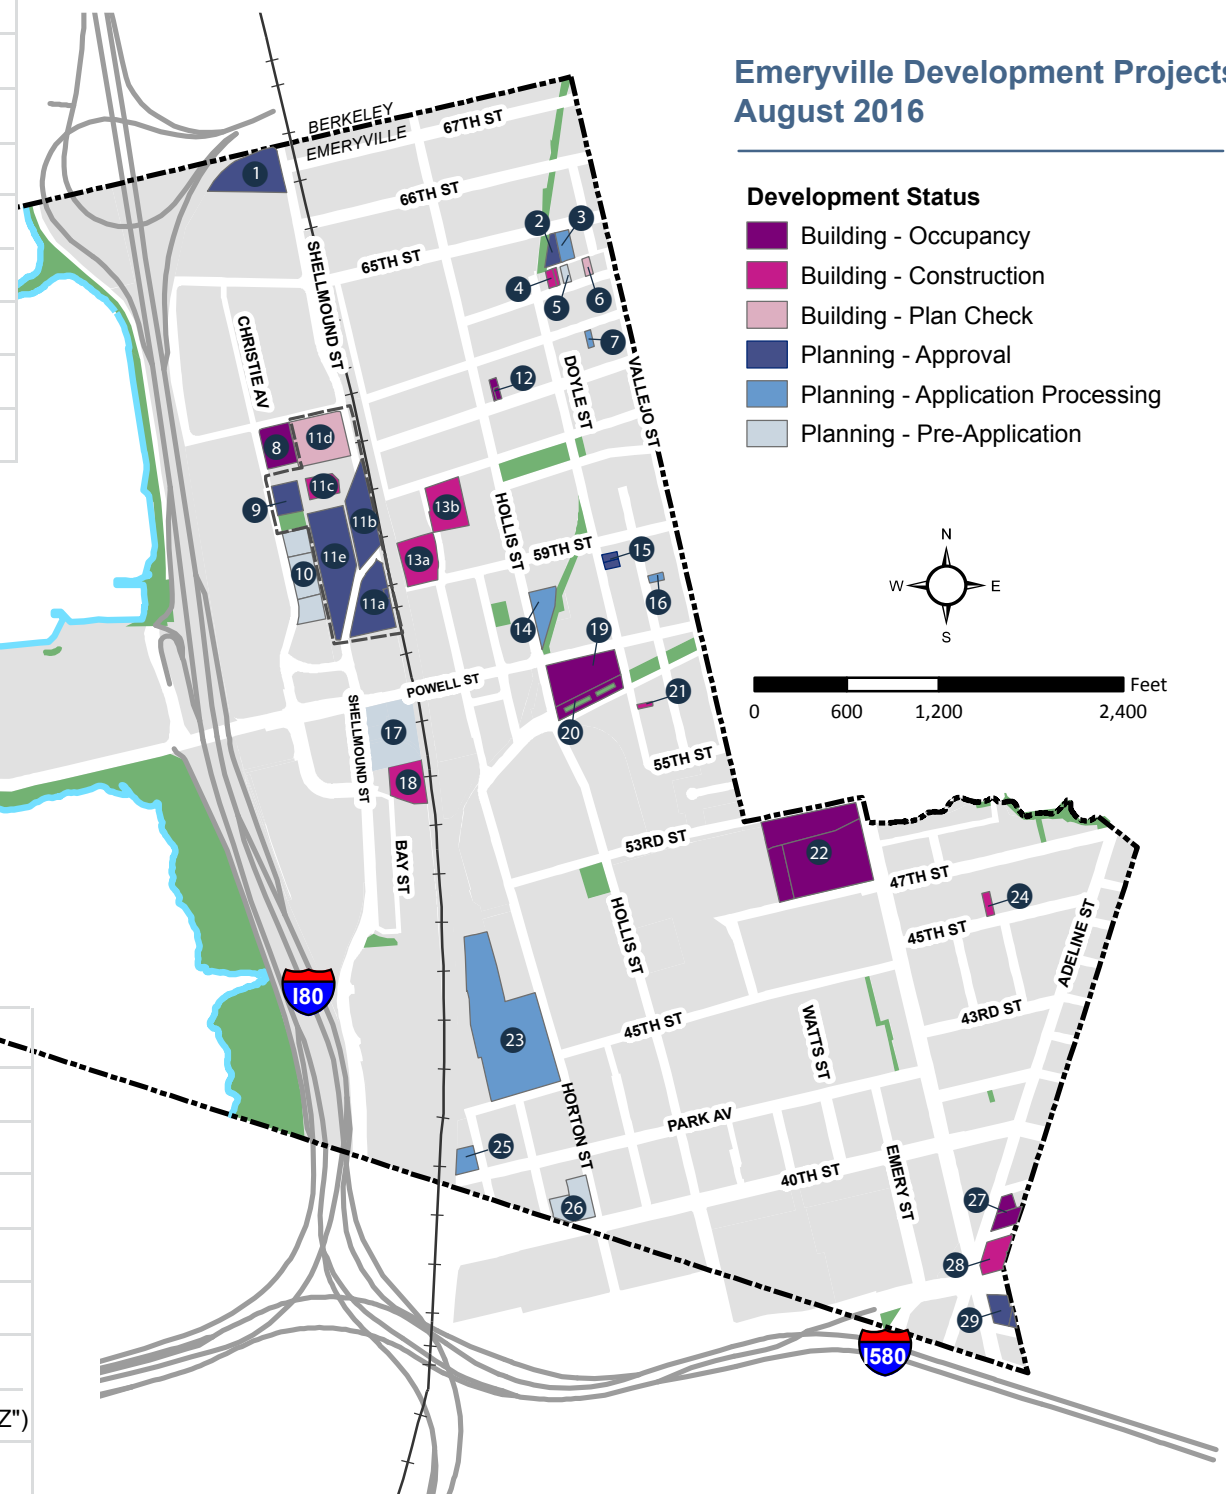 Emeryville Development Projects
August 2016
Development Status
Building - Occupancy
Building - Construction
Building - Plan Check
Planning - Approval
Planning - Application Processing
Planning - Pre-Application
N
W
E
S
Feet
0
600
1,200
2,400
BERKELEY
EMERYVILLE
67TH ST
1
66TH ST
2
3
SHELLMOUND ST
65TH ST
4
5
6
CHRISTIE AV
7
DOYLE ST
VALLEJO ST
12
8
11d
11c
9
13b
HOLLIS ST
11b
11e
13a
59TH ST
15
10
11a
16
14
19
POWELL ST
21
SHELLMOUND ST
17
20
55TH ST
18
53RD ST
22
BAY ST
47TH ST
24
HOLLIS ST
45TH ST
ADELINE ST
I80
23
45TH ST
WATTS ST
43RD ST
HORTON ST
PARK AV
25
40TH ST
EMERY ST
26
27
28
29
I580
Z")